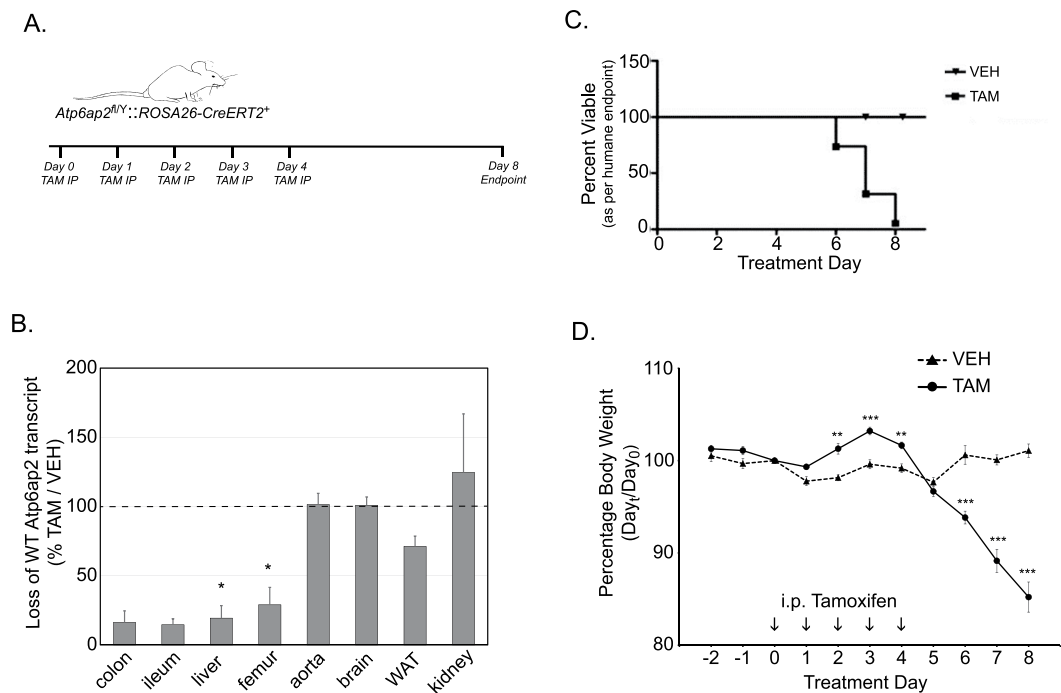 A.
Atp6ap2fl/Y::ROSA26-CreERT2+
Day 0 Day 1 Day 2 Day 3 Day 4 Day 8
TAM IP TAM IP TAM IP TAM IP TAM IP Endpoint
B.
Loss of WT Atp6ap2 transcript
(% TAM / VEH)
200
150
100
50
0
* *
colon ileum liver femur aorta brain WAT kidney
C.
Percent Viable
(as per humane endpoint)
150
100
50
0
0 2 4 6 8
Treatment Day
VEH
TAM
D.
Percentage Body Weight
(Dayt/Day0)
110
100
90
80
VEH
TAM
** *** ** *** *** ***
i.p. Tamoxifen
↓ ↓ ↓ ↓ ↓
-2 -1 0 1 2 3 4 5 6 7 8
Treatment Day